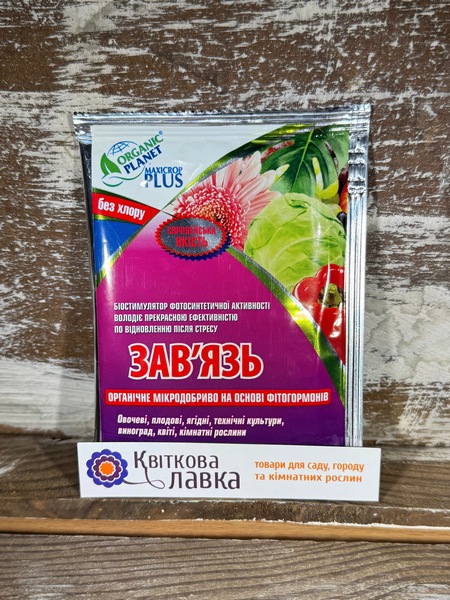 ORGANIC
PLANET
MAXICROP
PLUS
без хлору
ЄВРОПЕЙСЬКА
ЯКІСТЬ
БІОСТИМУЛЯТОР ФОТОСИНТЕТИЧНОЇ АКТИВНОСТІ
ВОЛОДІЄ ПРЕКРАСНОЮ ЕФЕКТИВНІСТЮ
ПО ВІДНОВЛЕННЮ ПІСЛЯ СТРЕСУ
ЗАВ'ЯЗЬ
ОРГАНІЧНЕ МІКРОДОБРИВО НА ОСНОВІ ФІТОГОРМОНІВ
Овочеві, плодові, ягідні, технічні культури,
виноград, квіти, кімнатні рослини
Квіткова
лавка
товари для саду, городу
та кімнатних рослин